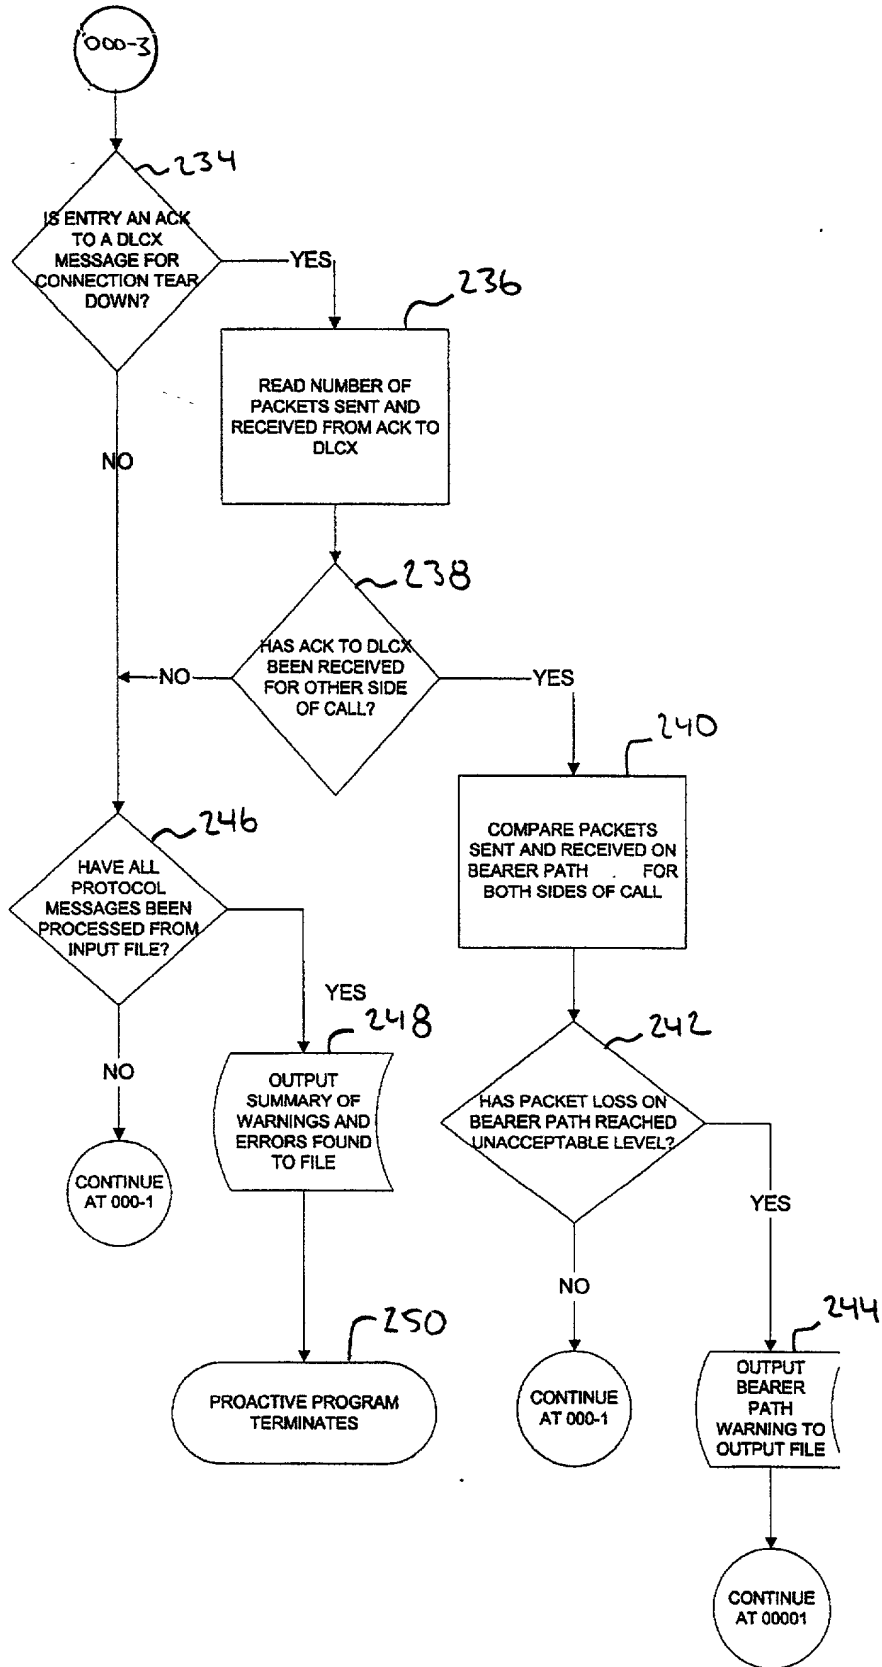 000-3
234
IS ENTRY AN ACK
TO A DLCX
MESSAGE FOR
CONNECTION TEAR
DOWN?
YES
236
READ NUMBER OF
PACKETS SENT AND
RECEIVED FROM ACK TO
DLCX
NO
238
HAS ACK TO DLCX
BEEN RECEIVED
FOR OTHER SIDE
OF CALL?
NO
YES
240
COMPARE PACKETS
SENT AND RECEIVED ON
BEARER PATH . FOR
BOTH SIDES OF CALL
246
HAVE ALL
PROTOCOL
MESSAGES BEEN
PROCESSED FROM
INPUT FILE?
YES
248
OUTPUT
SUMMARY OF
WARNINGS AND
ERRORS FOUND
TO FILE
NO
CONTINUE
AT 000-1
242
HAS PACKET LOSS ON
BEARER PATH REACHED
UNACCEPTABLE LEVEL?
YES
NO
250
PROACTIVE PROGRAM
TERMINATES
CONTINUE
AT 000-1
244
OUTPUT
BEARER
PATH
WARNING TO
OUTPUT FILE
CONTINUE
AT 00001